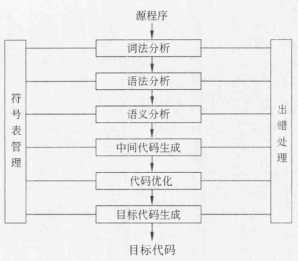 源程序
词法分析
语法分析
语义分析
中间代码生成
代码优化
目标代码生成
目标代码
符号表管理
出错处理